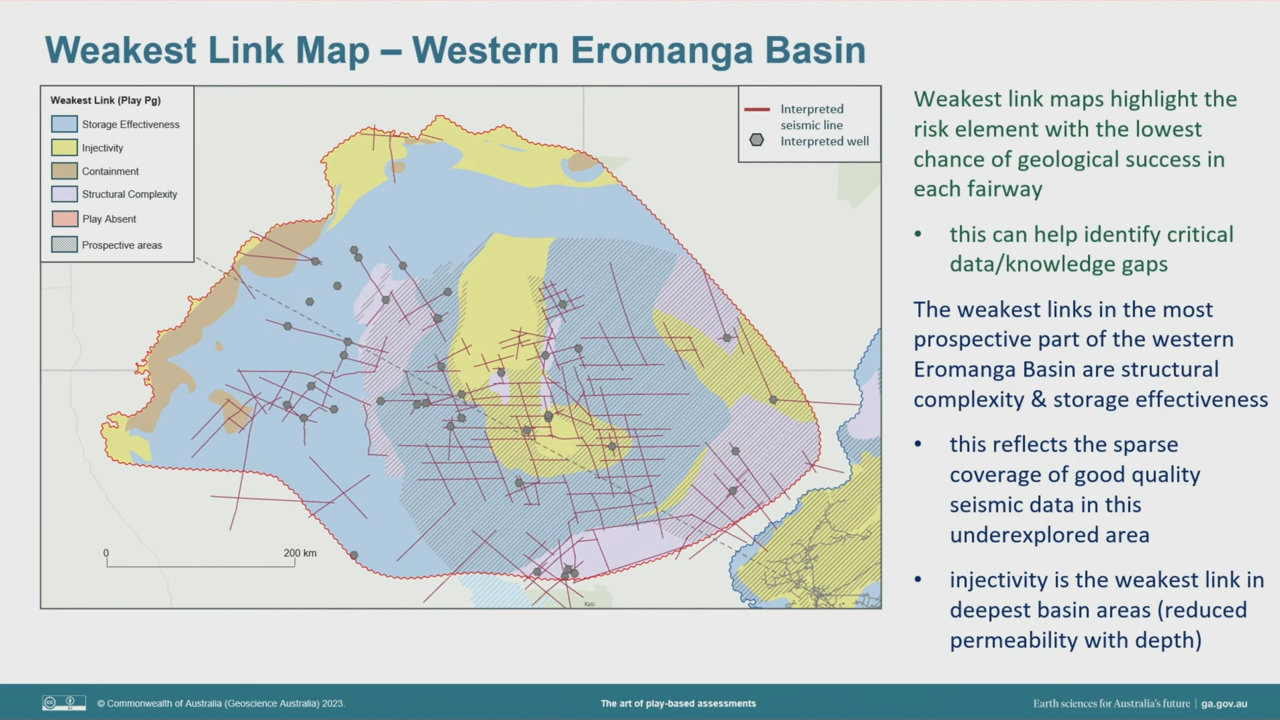 Weakest Link Map – Western Eromanga Basin
Weakest Link (Play Pg)
Storage Effectiveness
Injectivity
Containment
Structural Complexity
Play Absent
Prospective areas
Interpreted
seismic line
Interpreted well
0
200 km
Kati
Weakest link maps highlight the
risk element with the lowest
chance of geological success in
each fairway
• this can help identify critical
data/knowledge gaps
The weakest links in the most
prospective part of the western
Eromanga Basin are structural
complexity & storage effectiveness
• this reflects the sparse
coverage of good quality
seismic data in this
underexplored area
• injectivity is the weakest link in
deepest basin areas (reduced
permeability with depth)
© Commonwealth of Australia (Geoscience Australia) 2023.
The art of play-based assessments
Earth sciences for Australia's future | ga.gov.au